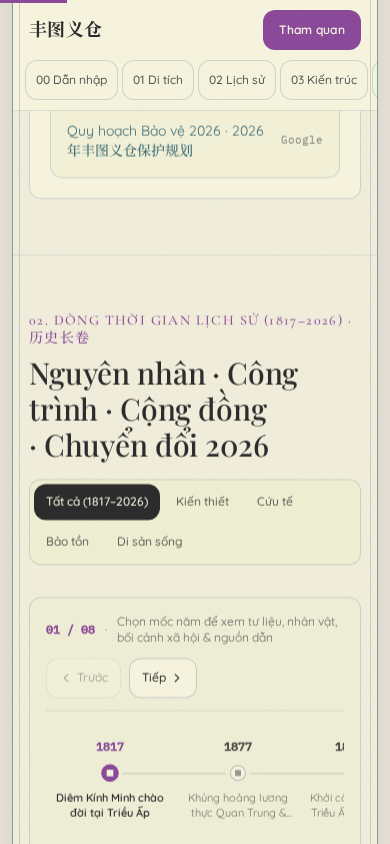 丰图义仓
Tham quan
00 Dẫn nhập
01 Di tích
02 Lịch sử
03 Kiến trúc
Quy hoạch Bảo vệ 2026 · 2026
年丰图义仓保护规划
Google
02. DÒNG THỜI GIAN LỊCH SỬ (1817–2026) ·
历史长卷
Nguyên nhân · Công
trình · Cộng đồng
· Chuyển đổi 2026
Tất cả (1817–2026)
Kiến thiết
Cứu tế
Bảo tồn
Di sản sống
01 / 08 · Chọn mốc năm để xem tư liệu, nhân vật,
bối cảnh xã hội & nguồn dẫn
Trước
Tiếp
1817
1877
Diêm Kính Minh chào
đời tại Triều Ấp
Khủng hoảng lương
thực Quan Trung &...
Khởi
Triều